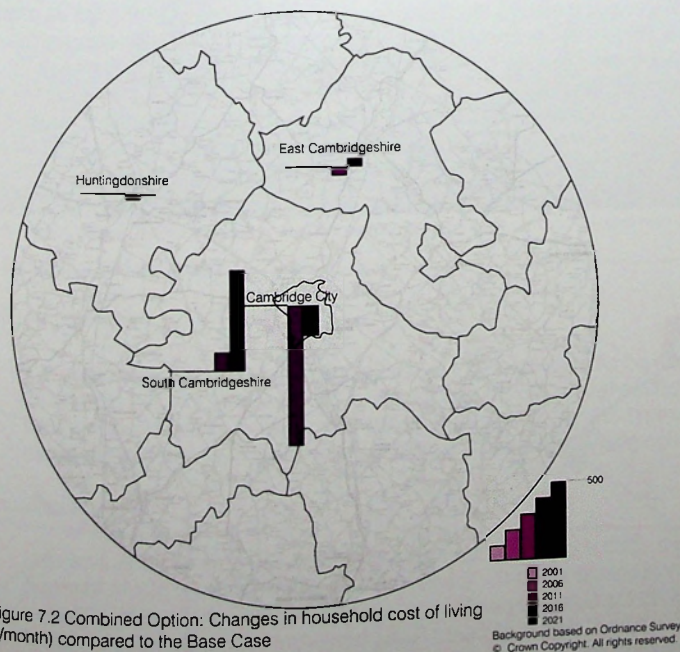 East Cambridgeshire
Huntingdonshire
Cambridge City
South Cambridgeshire
500
2001
2006
2011
2016
2021
igure 7.2 Combined Option: Changes in household cost of living
/month) compared to the Base Case
Background based on Ordnance Survey
© Crown Copyright. All rights reserved.